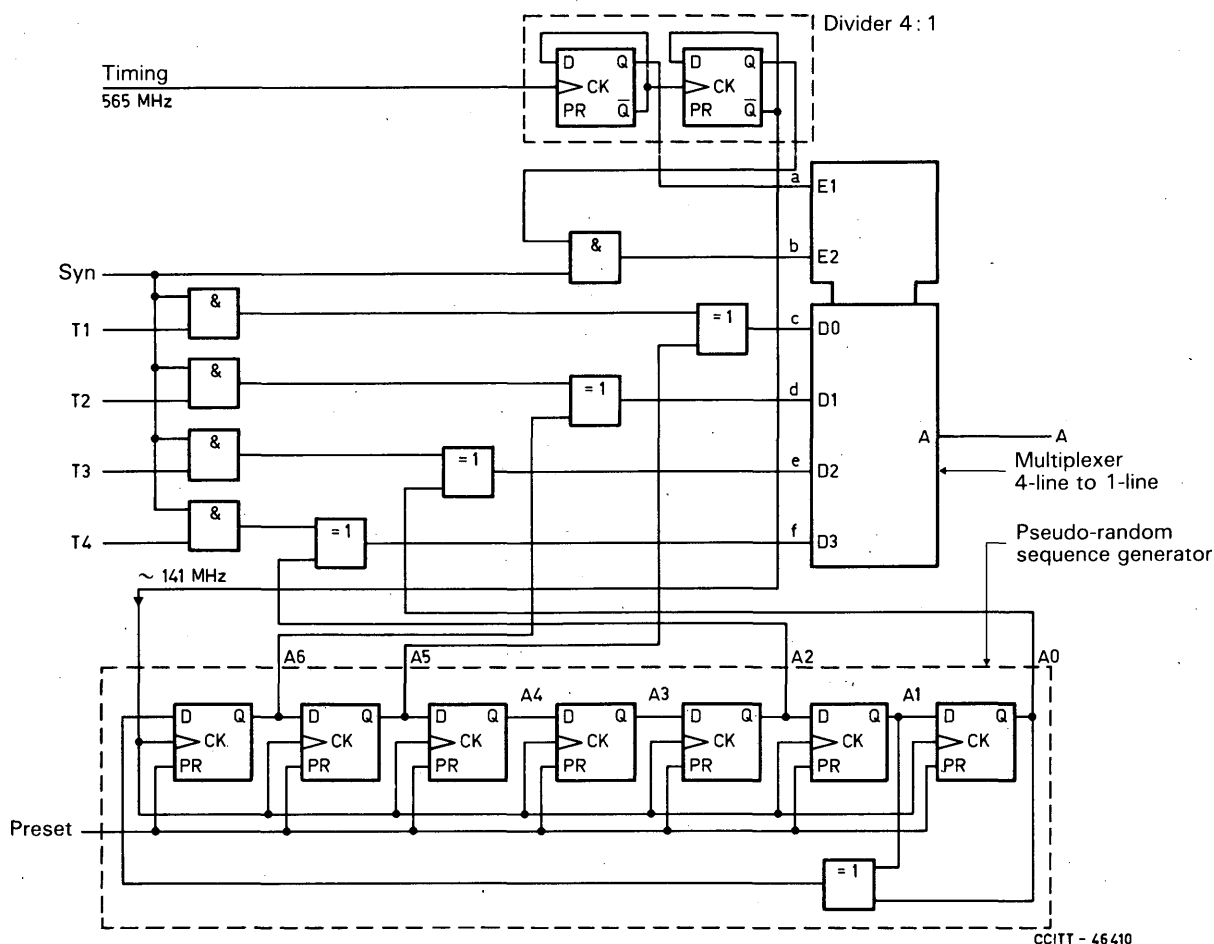 Divider 4 : 1
D Q D Q
Timing
CK CK
565 MHz
PR Q̅ PR Q̅
a E1
& b E2
Syn
& = 1 c D0
T1
& = 1 d D1
T2
A A
& = 1 e D2 Multiplexer
4-line to 1-line
T3
& = 1 f D3 Pseudo-random
sequence generator
T4
~ 141 MHz
A6 A5 A2 A0
A4 A3 A1
D Q D Q D Q D Q D Q D Q D Q
CK CK CK CK CK CK CK
PR PR PR PR PR PR PR
Preset
= 1
CCITT - 46410